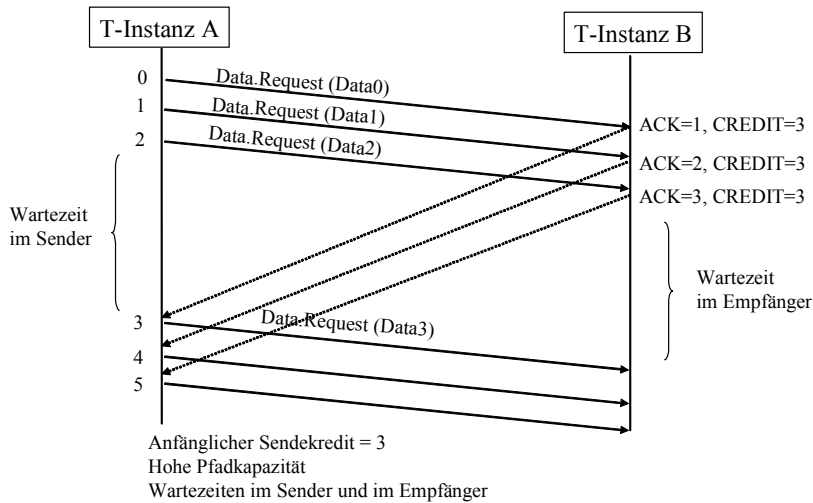 T-Instanz A
T-Instanz B
0
Data.Request (Data0)
1
Data.Request (Data1)
ACK=1, CREDIT=3
2
Data.Request (Data2)
ACK=2, CREDIT=3
ACK=3, CREDIT=3
Wartezeit
im Sender
Wartezeit
im Empfänger
3
Data.Request (Data3)
4
5
Anfänglicher Sendekredit = 3
Hohe Pfadkapazität
Wartezeiten im Sender und im Empfänger